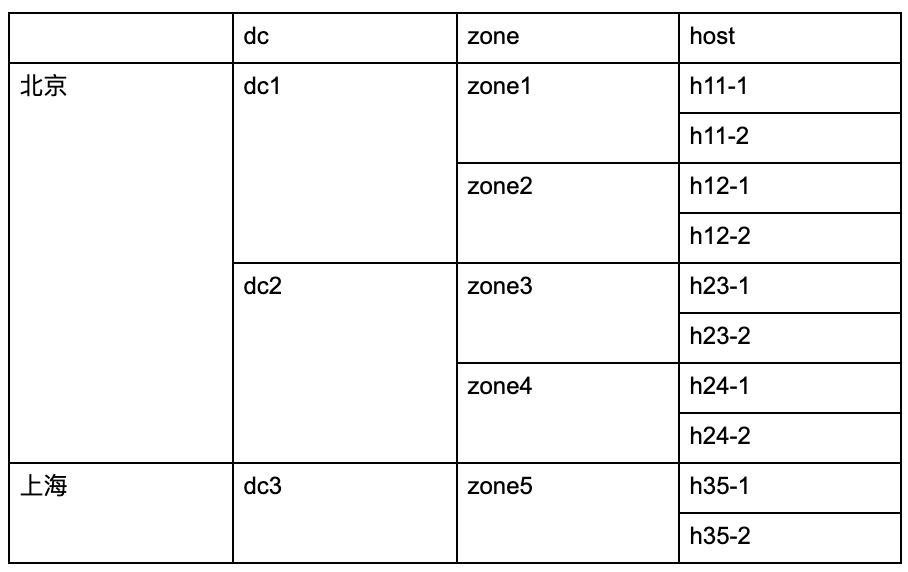 dc zone host
北京 dc1 zone1 h11-1
h11-2
zone2 h12-1
h12-2
dc2 zone3 h23-1
h23-2
zone4 h24-1
h24-2
上海 dc3 zone5 h35-1
h35-2